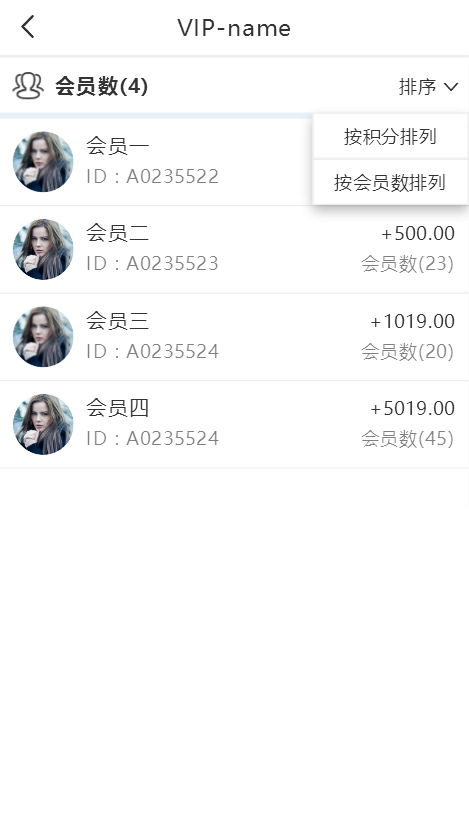 VIP-name
会员数(4)
排序
按积分排列
按会员数排列
会员一
ID : A0235522
会员二
+500.00
ID : A0235523
会员数(23)
会员三
+1019.00
ID : A0235524
会员数(20)
会员四
+5019.00
ID : A0235524
会员数(45)